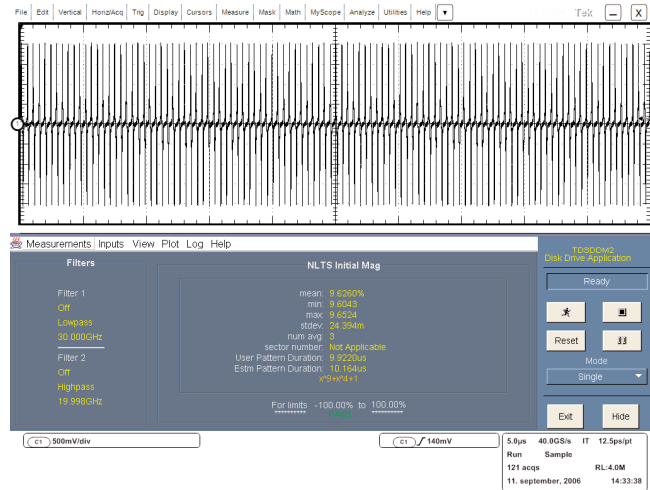 File Edit Vertical Horiz/Acq Trig Display Cursors Measure Mask Math MyScope Analyze Utilities Help
Tek
X
1
Measurements Inputs View Plot Log Help
Filters
Filter 1
Off
Lowpass
30.000GHz
Filter 2
Off
Highpass
19.998GHz
NLTS Initial Mag
mean: 9.6260%
min: 9.6043
max: 9.6524
stdev: 24.394m
num avg: 3
sector number: Not Applicable
User Pattern Duration: 9.9220us
Estm Pattern Duration: 10.164us
x^9+x^4+1
For limits -100.00% to 100.00%
TDSDDM2
Disk Drive Application
Ready
Reset
Mode
Single
Exit
Hide
C1 500mV/div
C1 140mV
5.0µs 40.0GS/s IT 12.5ps/pt
Run Sample
121 acqs RL:4.0M
11. september, 2006 14:33:38